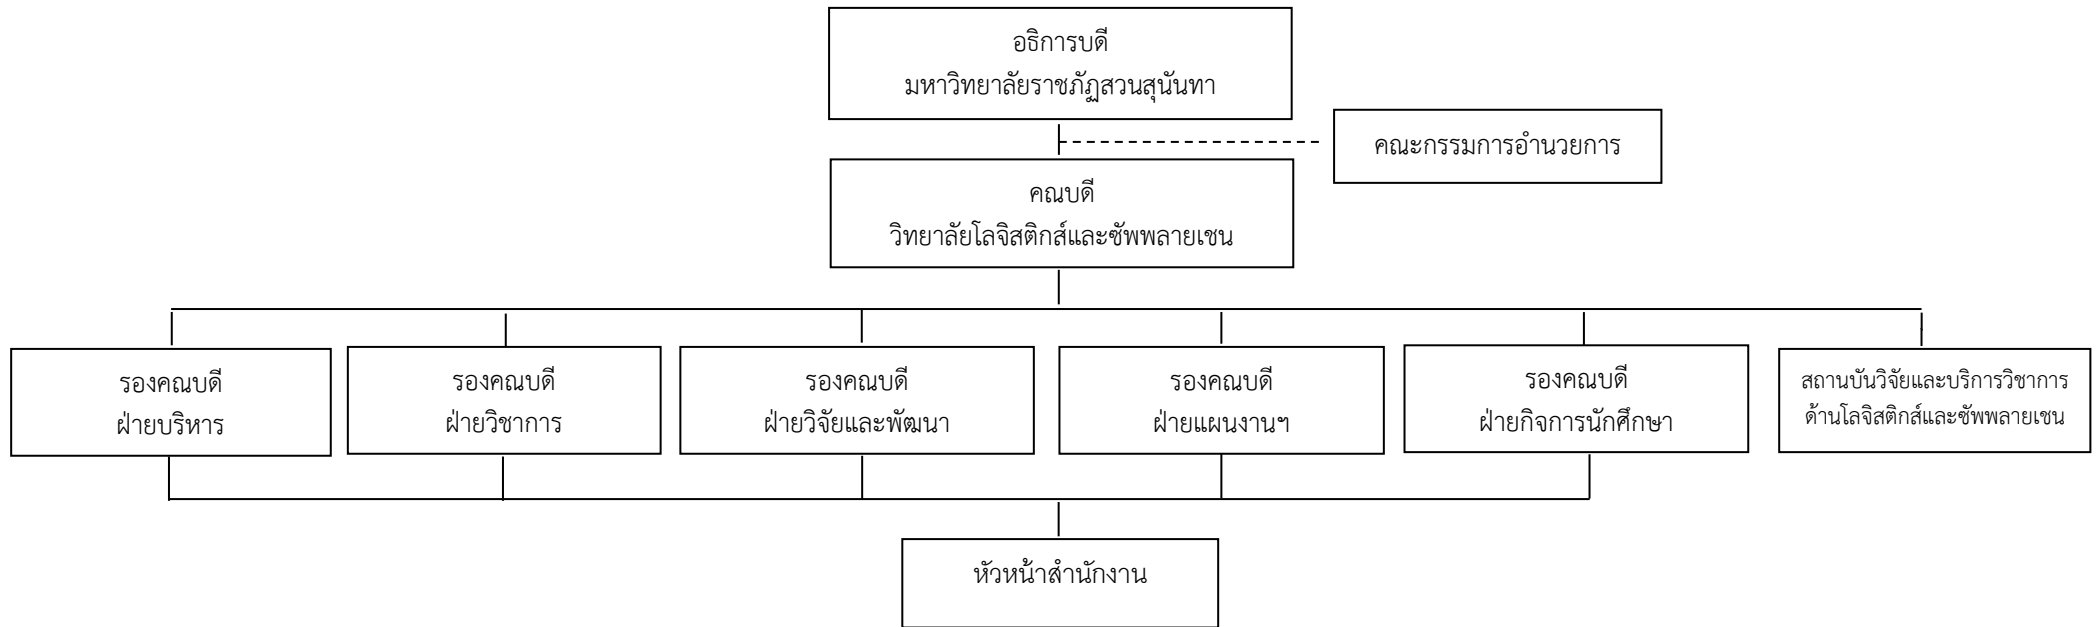 อธิการบดี
มหาวิทยาลัยราชภัฏสวนสุนันทา
คณะกรรมการอำนวยการ
คณบดี
วิทยาลัยโลจิสติกส์และซัพพลายเชน
รองคณบดี
ฝ่ายบริหาร
รองคณบดี
ฝ่ายวิชาการ
รองคณบดี
ฝ่ายวิจัยและพัฒนา
รองคณบดี
ฝ่ายแผนงานฯ
รองคณบดี
ฝ่ายกิจการนักศึกษา
สถานบันวิจัยและบริการวิชาการ
ด้านโลจิสติกส์และซัพพลายเชน
หัวหน้าสำนักงาน